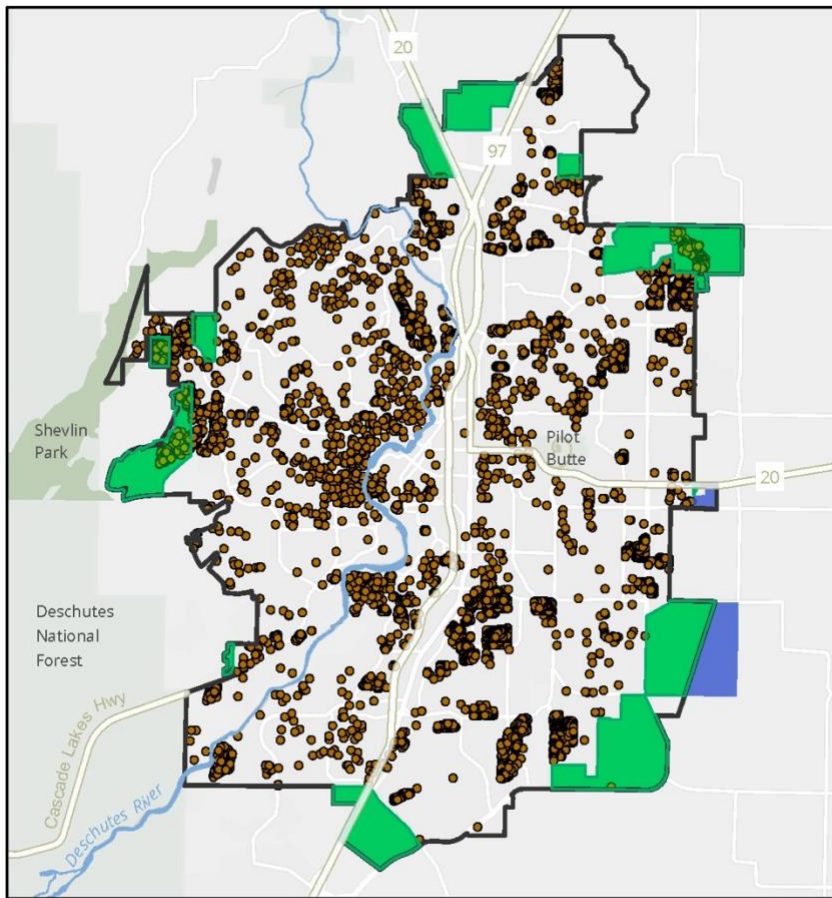 20
97
Shevlin
Park
Pilot
Butte
20
Deschutes
National
Forest
Cascade Lakes Hwy
Deschutes River